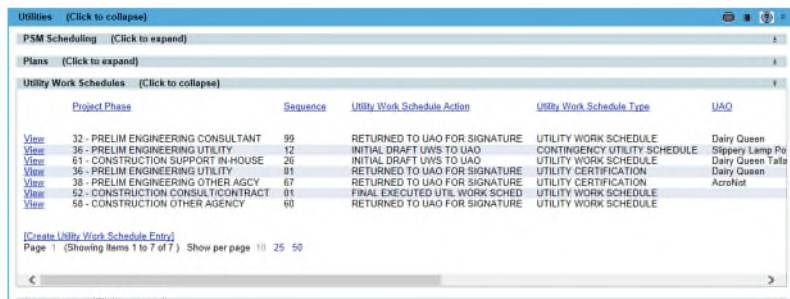 Utilities (Click to collapse)
PSM Scheduling (Click to expand)
Plans (Click to expand)
Utility Work Schedules (Click to collapse)
Project Phase Sequence Utility Work Schedule Action Utility Work Schedule Type UAO
View 32 - PRELIM ENGINEERING CONSULTANT 99 RETURNED TO UAO FOR SIGNATURE UTILITY WORK SCHEDULE Dairy Queen
View 36 - PRELIM ENGINEERING UTILITY 12 INITIAL DRAFT UWS TO UAO CONTINGENCY UTILITY SCHEDULE Slippery Lamp Po
View 61 - CONSTRUCTION SUPPORT IN-HOUSE 26 INITIAL DRAFT UWS TO UAO UTILITY WORK SCHEDULE Dairy Queen Talla
View 36 - PRELIM ENGINEERING UTILITY 01 RETURNED TO UAO FOR SIGNATURE UTILITY CERTIFICATION Dairy Queen
View 38 - PRELIM ENGINEERING OTHER AGCY 67 RETURNED TO UAO FOR SIGNATURE UTILITY CERTIFICATION AcroNist
View 52 - CONSTRUCTION CONSULT/CONTRACT 01 FINAL EXECUTED UTIL WORK SCHED UTILITY WORK SCHEDULE
View 58 - CONSTRUCTION OTHER AGENCY 60 RETURNED TO UAO FOR SIGNATURE UTILITY WORK SCHEDULE
[Create Utility Work Schedule Entry]
Page 1 (Showing Items 1 to 7 of 7 ) Show per page 10 25 50